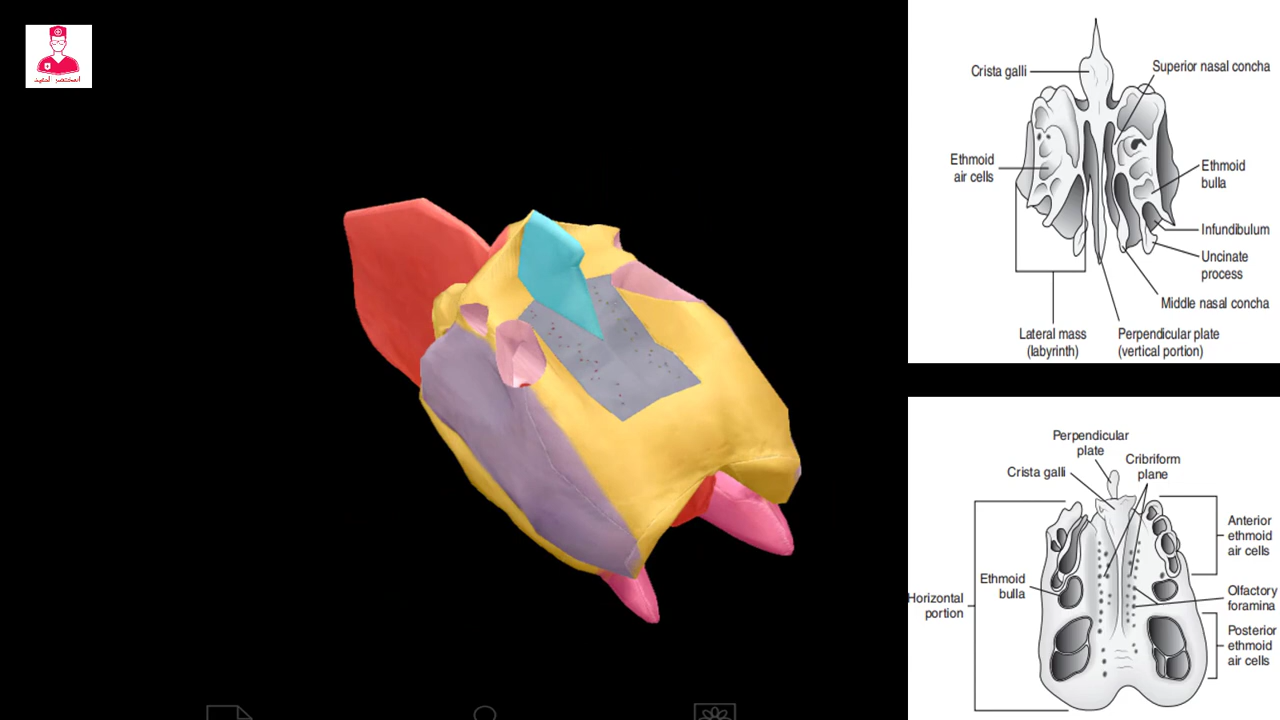 المختصر المفيد
Crista galli
Superior nasal concha
Ethmoid
air cells
Ethmoid
bulla
Infundibulum
Uncinate
process
Middle nasal concha
Lateral mass
(labyrinth)
Perpendicular plate
(vertical portion)
Perpendicular
plate
Cribriform
plane
Crista galli
Anterior
ethmoid
air cells
Ethmoid
bulla
Horizontal
portion
Olfactory
foramina
Posterior
ethmoid
air cells